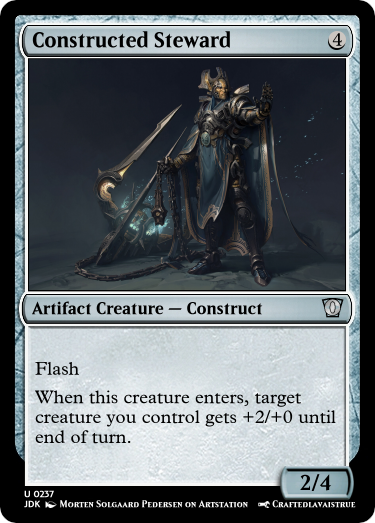 Constructed Steward 4
Artifact Creature — Construct
Flash
When this creature enters, target
creature you control gets +2/+0 until
end of turn.
2/4
U 0237
JDK Morten Solgaard Pedersen on Artstation Craftedlavaistrue